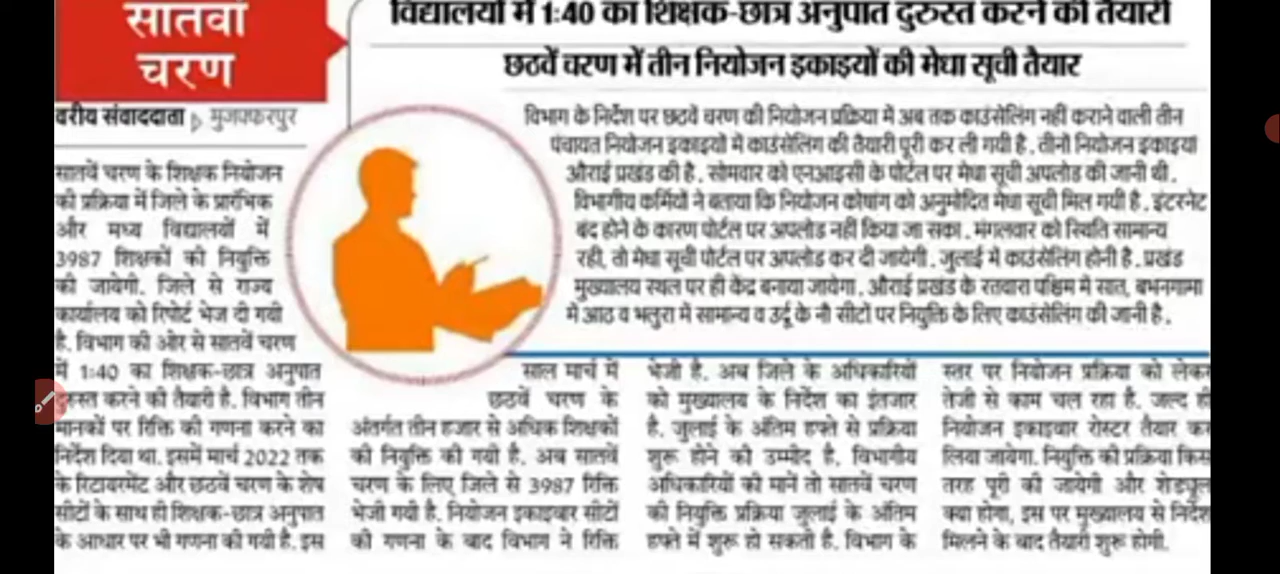 सातवां
चरण
विद्यालयों में 1:40 का शिक्षक-छात्र अनुपात दुरुस्त करने की तैयारी
छठवें चरण में तीन नियोजन इकाइयों की मेधा सूची तैयार
वरीय संवाददाता मुजफ्फरपुर
सातवें चरण के शिक्षक नियोजन
की प्रक्रिया में जिले के प्रारंभिक
और मध्य विद्यालयों में
3987 शिक्षकों की नियुक्ति
की जायेगी. जिले से राज्य
कार्यालय को रिपोर्ट भेज दी गयी
है. विभाग की ओर से सातवें चरण
में 1:40 का शिक्षक-छात्र अनुपात
दुरुस्त करने की तैयारी है. विभाग तीन
मानकों पर रिक्ति की गणना करने का
निर्देश दिया था. इसमें मार्च 2022 तक
के रिटायरमेंट और छठवें चरण के शेष
सीटों के साथ ही शिक्षक-छात्र अनुपात
के आधार पर भी गणना की गयी है. इस
विभाग के निर्देश पर छठवें चरण की नियोजन प्रक्रिया में अब तक काउंसेलिंग नहीं कराने वाली तीन
पंचायत नियोजन इकाइयों में काउंसेलिंग की तैयारी पूरी कर ली गयी है. तीनों नियोजन इकाइयां
औराई प्रखंड की है. सोमवार को एनआइसी के पोर्टल पर मेधा सूची अपलोड की जानी थी.
विभागीय कर्मियों ने बताया कि नियोजन कोषांग को अनुमोदित मेधा सूची मिल गयी है. इंटरनेट
बंद होने के कारण पोर्टल पर अपलोड नहीं किया जा सका. मंगलवार को स्थिति सामान्य
रही, तो मेधा सूची पोर्टल पर अपलोड कर दी जायेगी. जुलाई में काउंसेलिंग होनी है. प्रखंड
मुख्यालय स्थल पर ही केंद्र बनाया जायेगा. औराई प्रखंड के रतवारा पश्चिम में सात, बभनगामा
में आठ व भलुरा में सामान्य व उर्दू के नौ सीटों पर नियुक्ति के लिए काउंसेलिंग की जानी है.
साल मार्च में
छठवें चरण के
अंतर्गत तीन हजार से अधिक शिक्षकों
की नियुक्ति की गयी है. अब सातवें
चरण के लिए जिले से 3987 रिक्ति
भेजी गयी है. नियोजन इकाइवार सीटों
की गणना के बाद विभाग ने रिक्ति
भेजी है. अब जिले के अधिकारियों
को मुख्यालय के निर्देश का इंतजार
है. जुलाई के अंतिम हफ्ते से प्रक्रिया
शुरू होने की उम्मीद है. विभागीय
अधिकारियों की मानें तो सातवें चरण
की नियुक्ति प्रक्रिया जुलाई के अंतिम
हफ्ते में शुरू हो सकती है. विभाग के
स्तर पर नियोजन प्रक्रिया को लेकर
तेजी से काम चल रहा है. जल्द ही
नियोजन इकाइवार रोस्टर तैयार कर
लिया जायेगा. नियुक्ति की प्रक्रिया किस
तरह पूरी की जायेगी और शेड्यूल
क्या होगा, इस पर मुख्यालय से निर्देश
मिलने के बाद तैयारी शुरू होगी.